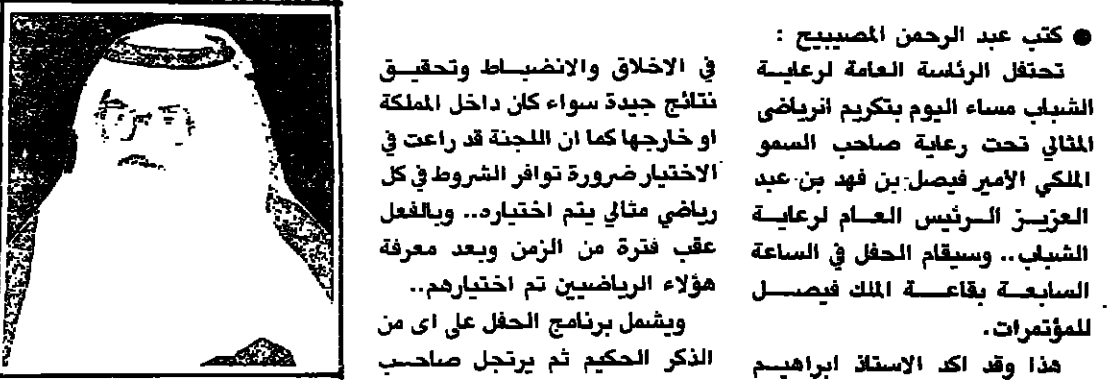 ● كتب عبد الرحمن المصيبيح :
تحتفل الرئاسة العامة لرعاية
الشباب مساء اليوم بتكريم الرياضى
المثالي تحت رعاية صاحب السمو
الملكي الأمير فيصل بن فهد بن عبد
العزيز الرئيس العام لرعاية
الشباب.. وسيقام الحفل في الساعة
السابعة بقاعة الملك فيصل
للمؤتمرات.
هذا وقد اكد الاستاذ ابراهيم
في الاخلاق والانضباط وتحقيق
نتائج جيدة سواء كان داخل المملكة
او خارجها كما ان اللجنة قد راعت في
الاختيار ضرورة توافر الشروط في كل
رياضي مثالي يتم اختياره.. وبالفعل
عقب فترة من الزمن وبعد معرفة
هؤلاء الرياضيين تم اختيارهم..
ويشمل برنامج الحفل على اى من
الذكر الحكيم ثم يرتجل صاحب